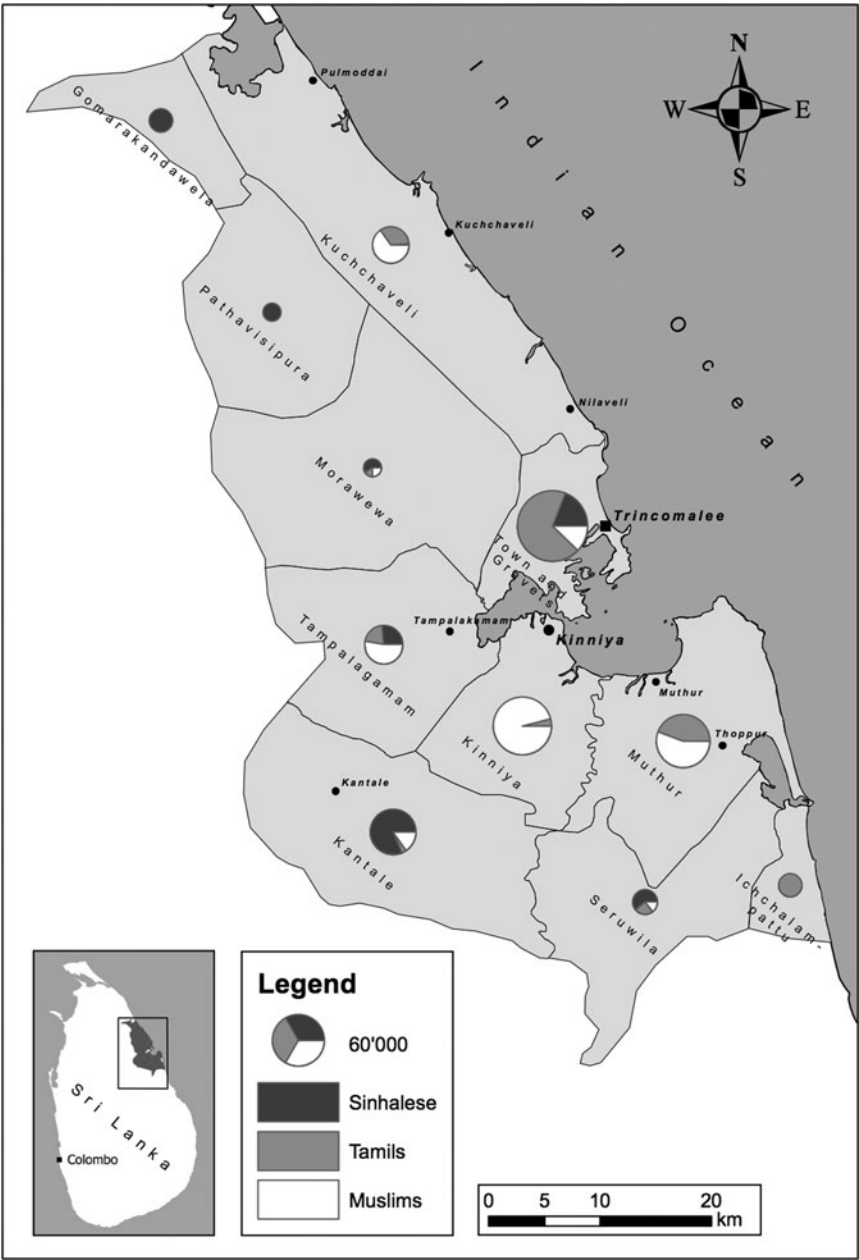 N
W E
S
Indian Ocean
Pulmoddai
Gomarakandawela
Kuchchaveli
Kuchchaveli
Pathavisipura
Nilaveli
Morawewa
Trincomalee
Town an
Gravets
Tampalakamam
Kinniya
Tampalagamam
Muthur
Thoppur
Kinniya
Muthur
Kantale
Kantale
Seruwila
Ichchalam-
pattu
Sri Lanka
Colombo
Legend
60'000
Sinhalese
Tamils
Muslims
0 5 10 20
km